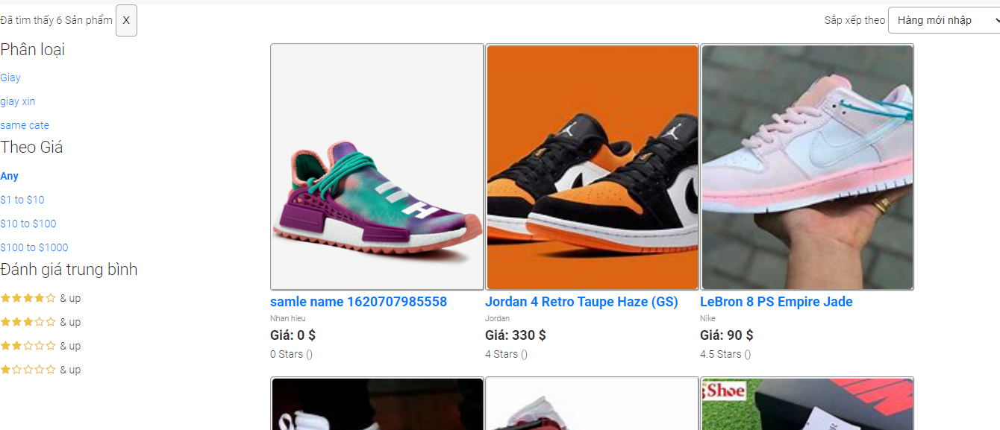 Đã tìm thấy 6 Sản phẩm X
Sắp xếp theo Hàng mới nhập
Phân loại
Giay
giay xin
same cate
Theo Giá
Any
$1 to $10
$10 to $100
$100 to $1000
Đánh giá trung bình
& up
& up
& up
& up
H
samle name 1620707985558
Nhan hieu
Giá: 0 $
0 Stars ()
Jordan 4 Retro Taupe Haze (GS)
Jordan
Giá: 330 $
4 Stars ()
LeBron 8 PS Empire Jade
Nike
Giá: 90 $
4.5 Stars ()
Shoe